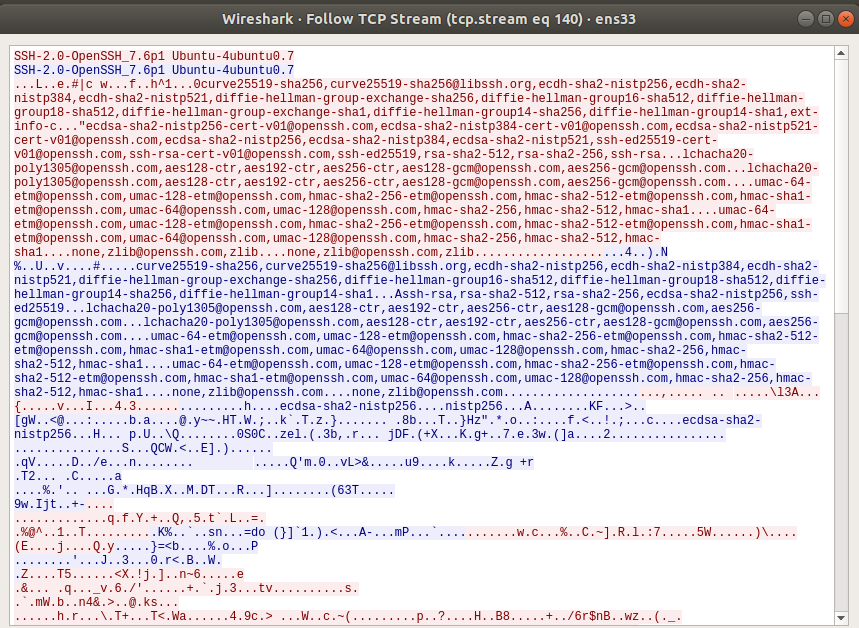 Wireshark · Follow TCP Stream (tcp.stream eq 140) · ens33
SSH-2.0-OpenSSH_7.6p1 Ubuntu-4ubuntu0.7
SSH-2.0-OpenSSH_7.6p1 Ubuntu-4ubuntu0.7
...L..e.#|c w...f..h^1...0curve25519-sha256,curve25519-sha256@libssh.org,ecdh-sha2-nistp256,ecdh-sha2-
nistp384,ecdh-sha2-nistp521,diffie-hellman-group-exchange-sha256,diffie-hellman-group16-sha512,diffie-hellman-
group18-sha512,diffie-hellman-group-exchange-sha1,diffie-hellman-group14-sha256,diffie-hellman-group14-sha1,ext-
info-c..."ecdsa-sha2-nistp256-cert-v01@openssh.com,ecdsa-sha2-nistp384-cert-v01@openssh.com,ecdsa-sha2-nistp521-
cert-v01@openssh.com,ecdsa-sha2-nistp256,ecdsa-sha2-nistp384,ecdsa-sha2-nistp521,ssh-ed25519-cert-
v01@openssh.com,ssh-rsa-cert-v01@openssh.com,ssh-ed25519,rsa-sha2-512,rsa-sha2-256,ssh-rsa...lchacha20-
poly1305@openssh.com,aes128-ctr,aes192-ctr,aes256-ctr,aes128-gcm@openssh.com,aes256-gcm@openssh.com...lchacha20-
poly1305@openssh.com,aes128-ctr,aes192-ctr,aes256-ctr,aes128-gcm@openssh.com,aes256-gcm@openssh.com....umac-64-
etm@openssh.com,umac-128-etm@openssh.com,hmac-sha2-256-etm@openssh.com,hmac-sha2-512-etm@openssh.com,hmac-sha1-
etm@openssh.com,umac-64@openssh.com,umac-128@openssh.com,hmac-sha2-256,hmac-sha2-512,hmac-sha1....umac-64-
etm@openssh.com,umac-128-etm@openssh.com,hmac-sha2-256-etm@openssh.com,hmac-sha2-512-etm@openssh.com,hmac-sha1-
etm@openssh.com,umac-64@openssh.com,umac-128@openssh.com,hmac-sha2-256,hmac-sha2-512,hmac-
sha1....none,zlib@openssh.com,zlib....none,zlib@openssh.com,zlib.....................4..).N
%..U..v....#.....curve25519-sha256,curve25519-sha256@libssh.org,ecdh-sha2-nistp256,ecdh-sha2-nistp384,ecdh-sha2-
nistp521,diffie-hellman-group-exchange-sha256,diffie-hellman-group16-sha512,diffie-hellman-group18-sha512,diffie-
hellman-group14-sha256,diffie-hellman-group14-sha1...Assh-rsa,rsa-sha2-512,rsa-sha2-256,ecdsa-sha2-nistp256,ssh-
ed25519...lchacha20-poly1305@openssh.com,aes128-ctr,aes192-ctr,aes256-ctr,aes128-gcm@openssh.com,aes256-
gcm@openssh.com...lchacha20-poly1305@openssh.com,aes128-ctr,aes192-ctr,aes256-ctr,aes128-gcm@openssh.com,aes256-
gcm@openssh.com....umac-64-etm@openssh.com,umac-128-etm@openssh.com,hmac-sha2-256-etm@openssh.com,hmac-sha2-512-
etm@openssh.com,hmac-sha1-etm@openssh.com,umac-64@openssh.com,umac-128@openssh.com,hmac-sha2-256,hmac-
sha2-512,hmac-sha1....umac-64-etm@openssh.com,umac-128-etm@openssh.com,hmac-sha2-256-etm@openssh.com,hmac-
sha2-512-etm@openssh.com,hmac-sha1-etm@openssh.com,umac-64@openssh.com,umac-128@openssh.com,hmac-sha2-256,hmac-
sha2-512,hmac-sha1....none,zlib@openssh.com....none,zlib@openssh.com.....................,..... .. .....\l3A...
{.....v...I...4.3...............h....ecdsa-sha2-nistp256....nistp256...A........KF...>..
[gW..<@...:.....b.a....@.y~~.HT.W.;..k`.T.z.}....... .8b...T..}Hz".*.o..:....f.<..!.;...c....ecdsa-sha2-
nistp256...H... p.U..\Q........0S0C..zel.(.3b,.r... jDF.(+X...K.g+..7.e.3w.(]a....2................
...............S...QCW.<..E].)......
.qV.....D../e...n........ .....Q'm.0..vL>&.....u9....k.....Z.g +r
.T2... .C.....a
....%.'.. ...G.*.HqB.X..M.DT...R...]........(63T.....
9w.Ijt..+-....
.............q.f.Y.+..Q,.5.t`.L..=.
.%@^..1..T..........K%..`..sn...=do (}]`1.).<...A-...mP...`...........w.c...%..C.~].R.l.:7.....5W......)\....
(E....j....Q.y.....}=<b....%.o...P
........'...J..3...0.r<.B..W.
.Z....T5......<X.!j.]..n~6.....e
.&... .q..._v.6./'......+.`.j.3...tv..........s.
.`.mW.b..n4&.>..@.ks...
......h.r...\.T+...T<.Wa......4.9c.> ...W..c.~(.........p..?....H..B8.....+../6r$nB..wz..(._.